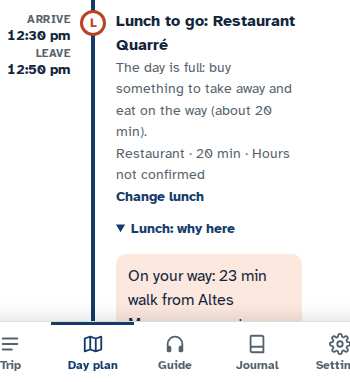 ARRIVE
12:30 pm
LEAVE
12:50 pm
L
Lunch to go: Restaurant
Quarré
The day is full: buy
something to take away and
eat on the way (about 20
min).
Restaurant · 20 min · Hours
not confirmed
Change lunch
▼ Lunch: why here
On your way: 23 min
walk from Altes
Trip
Day plan
Guide
Journal